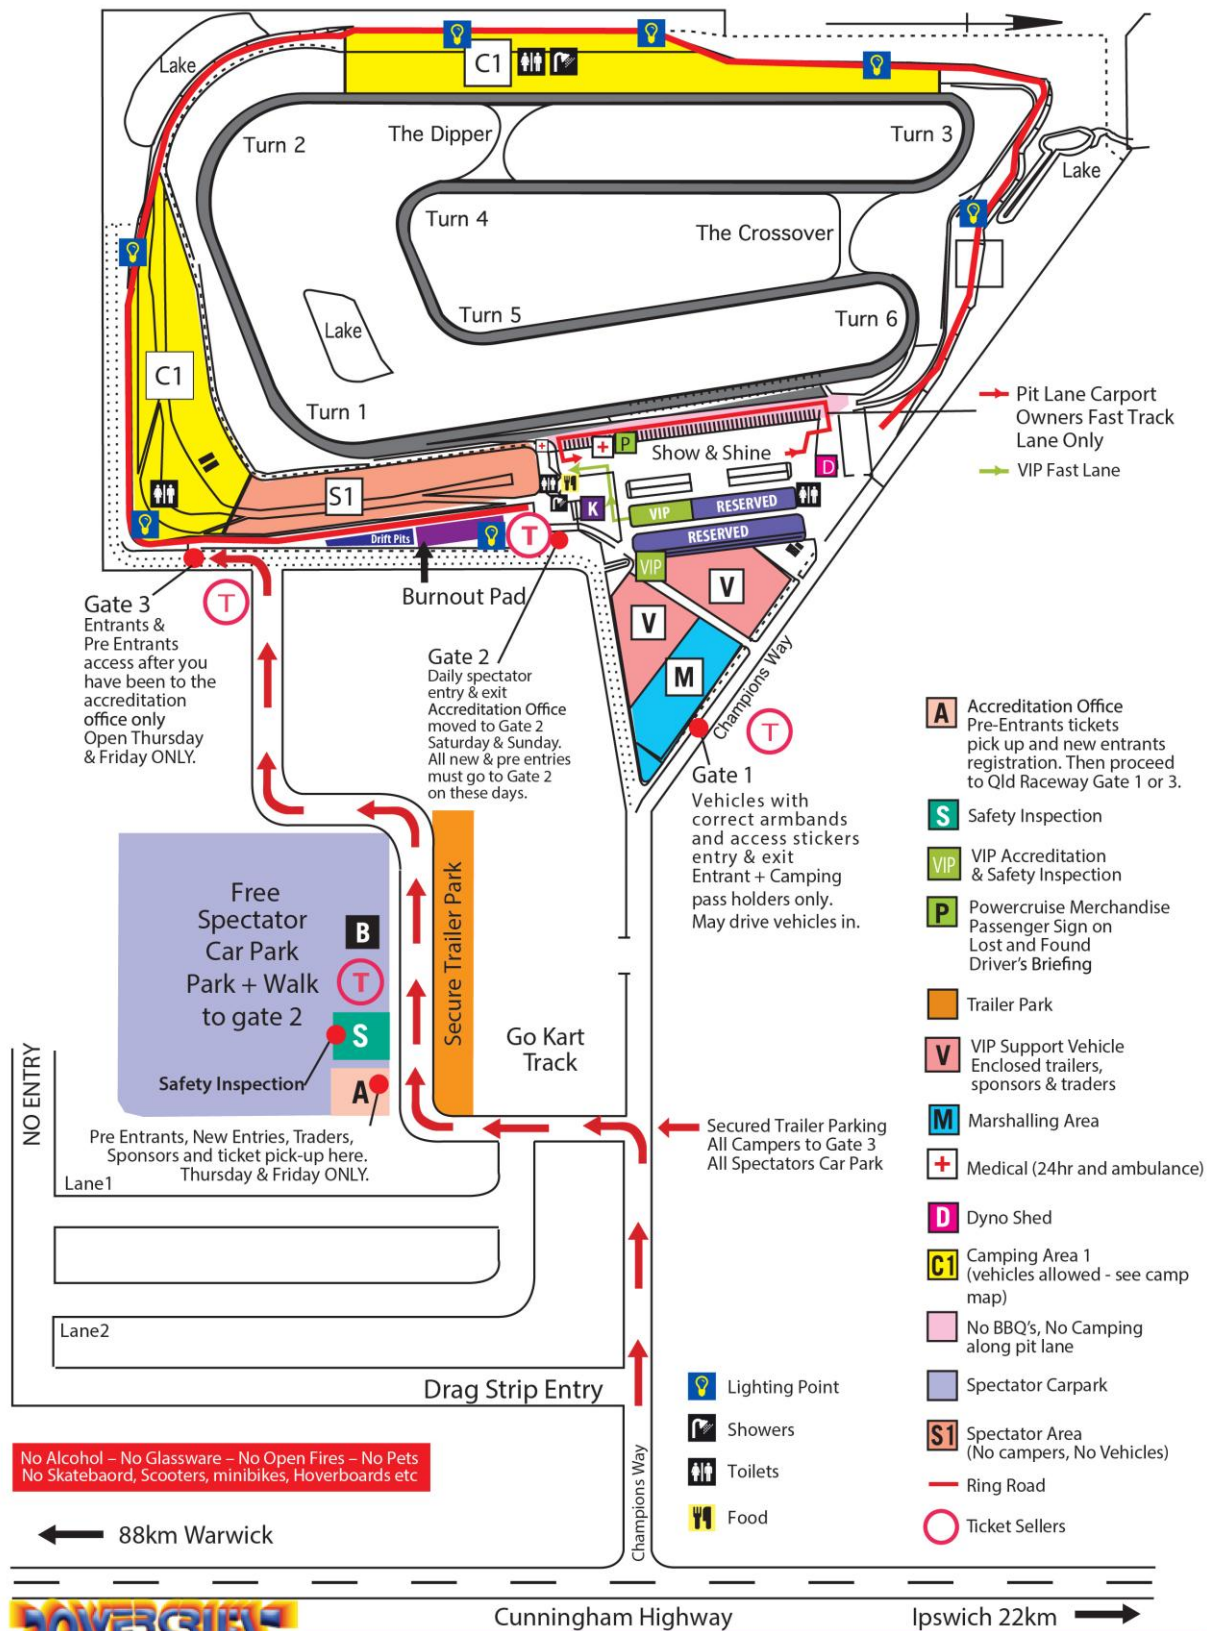 Lake
C1
Turn 2
The Dipper
Turn 3
Lake
Turn 4
The Crossover
Turn 5
Turn 6
Lake
C1
Turn 1
Pit Lane Carport
Owners Fast Track
Lane Only
VIP Fast Lane
P
Show & Shine
D
S1
K
VIP
RESERVED
RESERVED
Drift Pits
T
VIP
V
V
M
Burnout Pad
T
Gate 3
Entrants &
Pre Entrants
access after you
have been to the
accreditation
office only
Open Thursday
& Friday ONLY.
Gate 2
Daily spectator
entry & exit
Accreditation Office
moved to Gate 2
Saturday & Sunday.
All new & pre entries
must go to Gate 2
on these days.
Champions Way
T
Gate 1
Vehicles with
correct armbands
and access stickers
entry & exit
Entrant + Camping
pass holders only.
May drive vehicles in.
Free
Spectator
Car Park
Park + Walk
to gate 2
B
T
S
Safety Inspection
A
Secure Trailer Park
Go Kart
Track
NO ENTRY
Pre Entrants, New Entries, Traders,
Sponsors and ticket pick-up here.
Thursday & Friday ONLY.
Secured Trailer Parking
All Campers to Gate 3
All Spectators Car Park
Lane1
Lane2
Drag Strip Entry
Champions Way
A Accreditation Office
Pre-Entrants tickets
pick up and new entrants
registration. Then proceed
to Qld Raceway Gate 1 or 3.
S Safety Inspection
VIP VIP Accreditation
& Safety Inspection
P Powercruise Merchandise
Passenger Sign on
Lost and Found
Driver's Briefing
Trailer Park
V VIP Support Vehicle
Enclosed trailers,
sponsors & traders
M Marshalling Area
Medical (24hr and ambulance)
D Dyno Shed
C1 Camping Area 1
(vehicles allowed - see camp
map)
No BBQ's, No Camping
along pit lane
Spectator Carpark
S1 Spectator Area
(No campers, No Vehicles)
Ring Road
Ticket Sellers
Lighting Point
Showers
Toilets
Food
No Alcohol – No Glassware – No Open Fires – No Pets
No Skatebaord, Scooters, minibikes, Hoverboards etc
88km Warwick
Cunningham Highway
Ipswich 22km